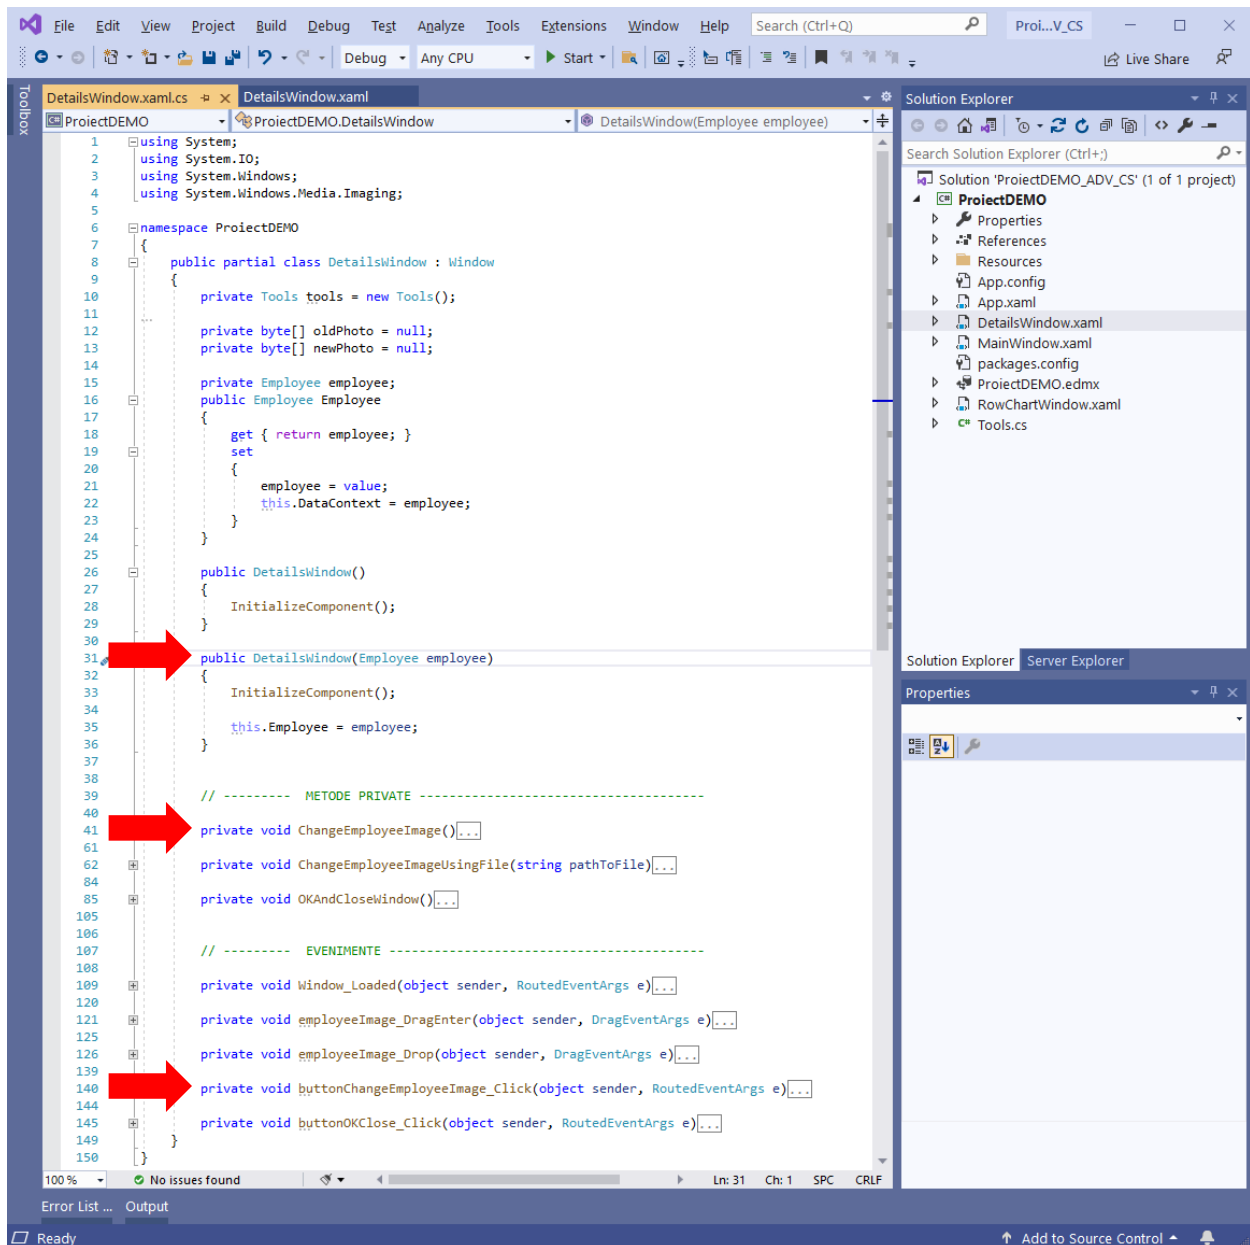 File Edit View Project Build Debug Test Analyze Tools Extensions Window Help Search (Ctrl+Q) Proi...V_CS
Debug Any CPU Start Live Share
Toolbox
DetailsWindow.xaml.cs DetailsWindow.xaml
ProiectDEMO ProiectDEMO.DetailsWindow DetailsWindow(Employee employee)
1 using System;
2 using System.IO;
3 using System.Windows;
4 using System.Windows.Media.Imaging;
5
6 namespace ProiectDEMO
7 {
8 public partial class DetailsWindow : Window
9 {
10 private Tools tools = new Tools();
11
12 private byte[] oldPhoto = null;
13 private byte[] newPhoto = null;
14
15 private Employee employee;
16 public Employee Employee
17 {
18 get { return employee; }
19 set
20 {
21 employee = value;
22 this.DataContext = employee;
23 }
24 }
25
26 public DetailsWindow()
27 {
28 InitializeComponent();
29 }
30
31 public DetailsWindow(Employee employee)
32 {
33 InitializeComponent();
34
35 this.Employee = employee;
36 }
37
38
39 // --------- METODE PRIVATE --------------------------------------
40
41 private void ChangeEmployeeImage()...
61
62 private void ChangeEmployeeImageUsingFile(string pathToFile)...
84
85 private void OKAndCloseWindow()...
105
106
107 // --------- EVENIMENTE ------------------------------------------
108
109 private void Window_Loaded(object sender, RoutedEventArgs e)...
120
121 private void employeeImage_DragEnter(object sender, DragEventArgs e)...
125
126 private void employeeImage_Drop(object sender, DragEventArgs e)...
139
140 private void buttonChangeEmployeeImage_Click(object sender, RoutedEventArgs e)...
144
145 private void buttonOKClose_Click(object sender, RoutedEventArgs e)...
149 }
150 }
100 % No issues found Ln: 31 Ch: 1 SPC CRLF
Solution Explorer
Search Solution Explorer (Ctrl+;)
Solution 'ProiectDEMO_ADV_CS' (1 of 1 project)
C# ProiectDEMO
Properties
References
Resources
App.config
App.xaml
DetailsWindow.xaml
MainWindow.xaml
packages.config
ProiectDEMO.edmx
RowChartWindow.xaml
C# Tools.cs
Solution Explorer Server Explorer
Properties
Error List ... Output
Ready Add to Source Control